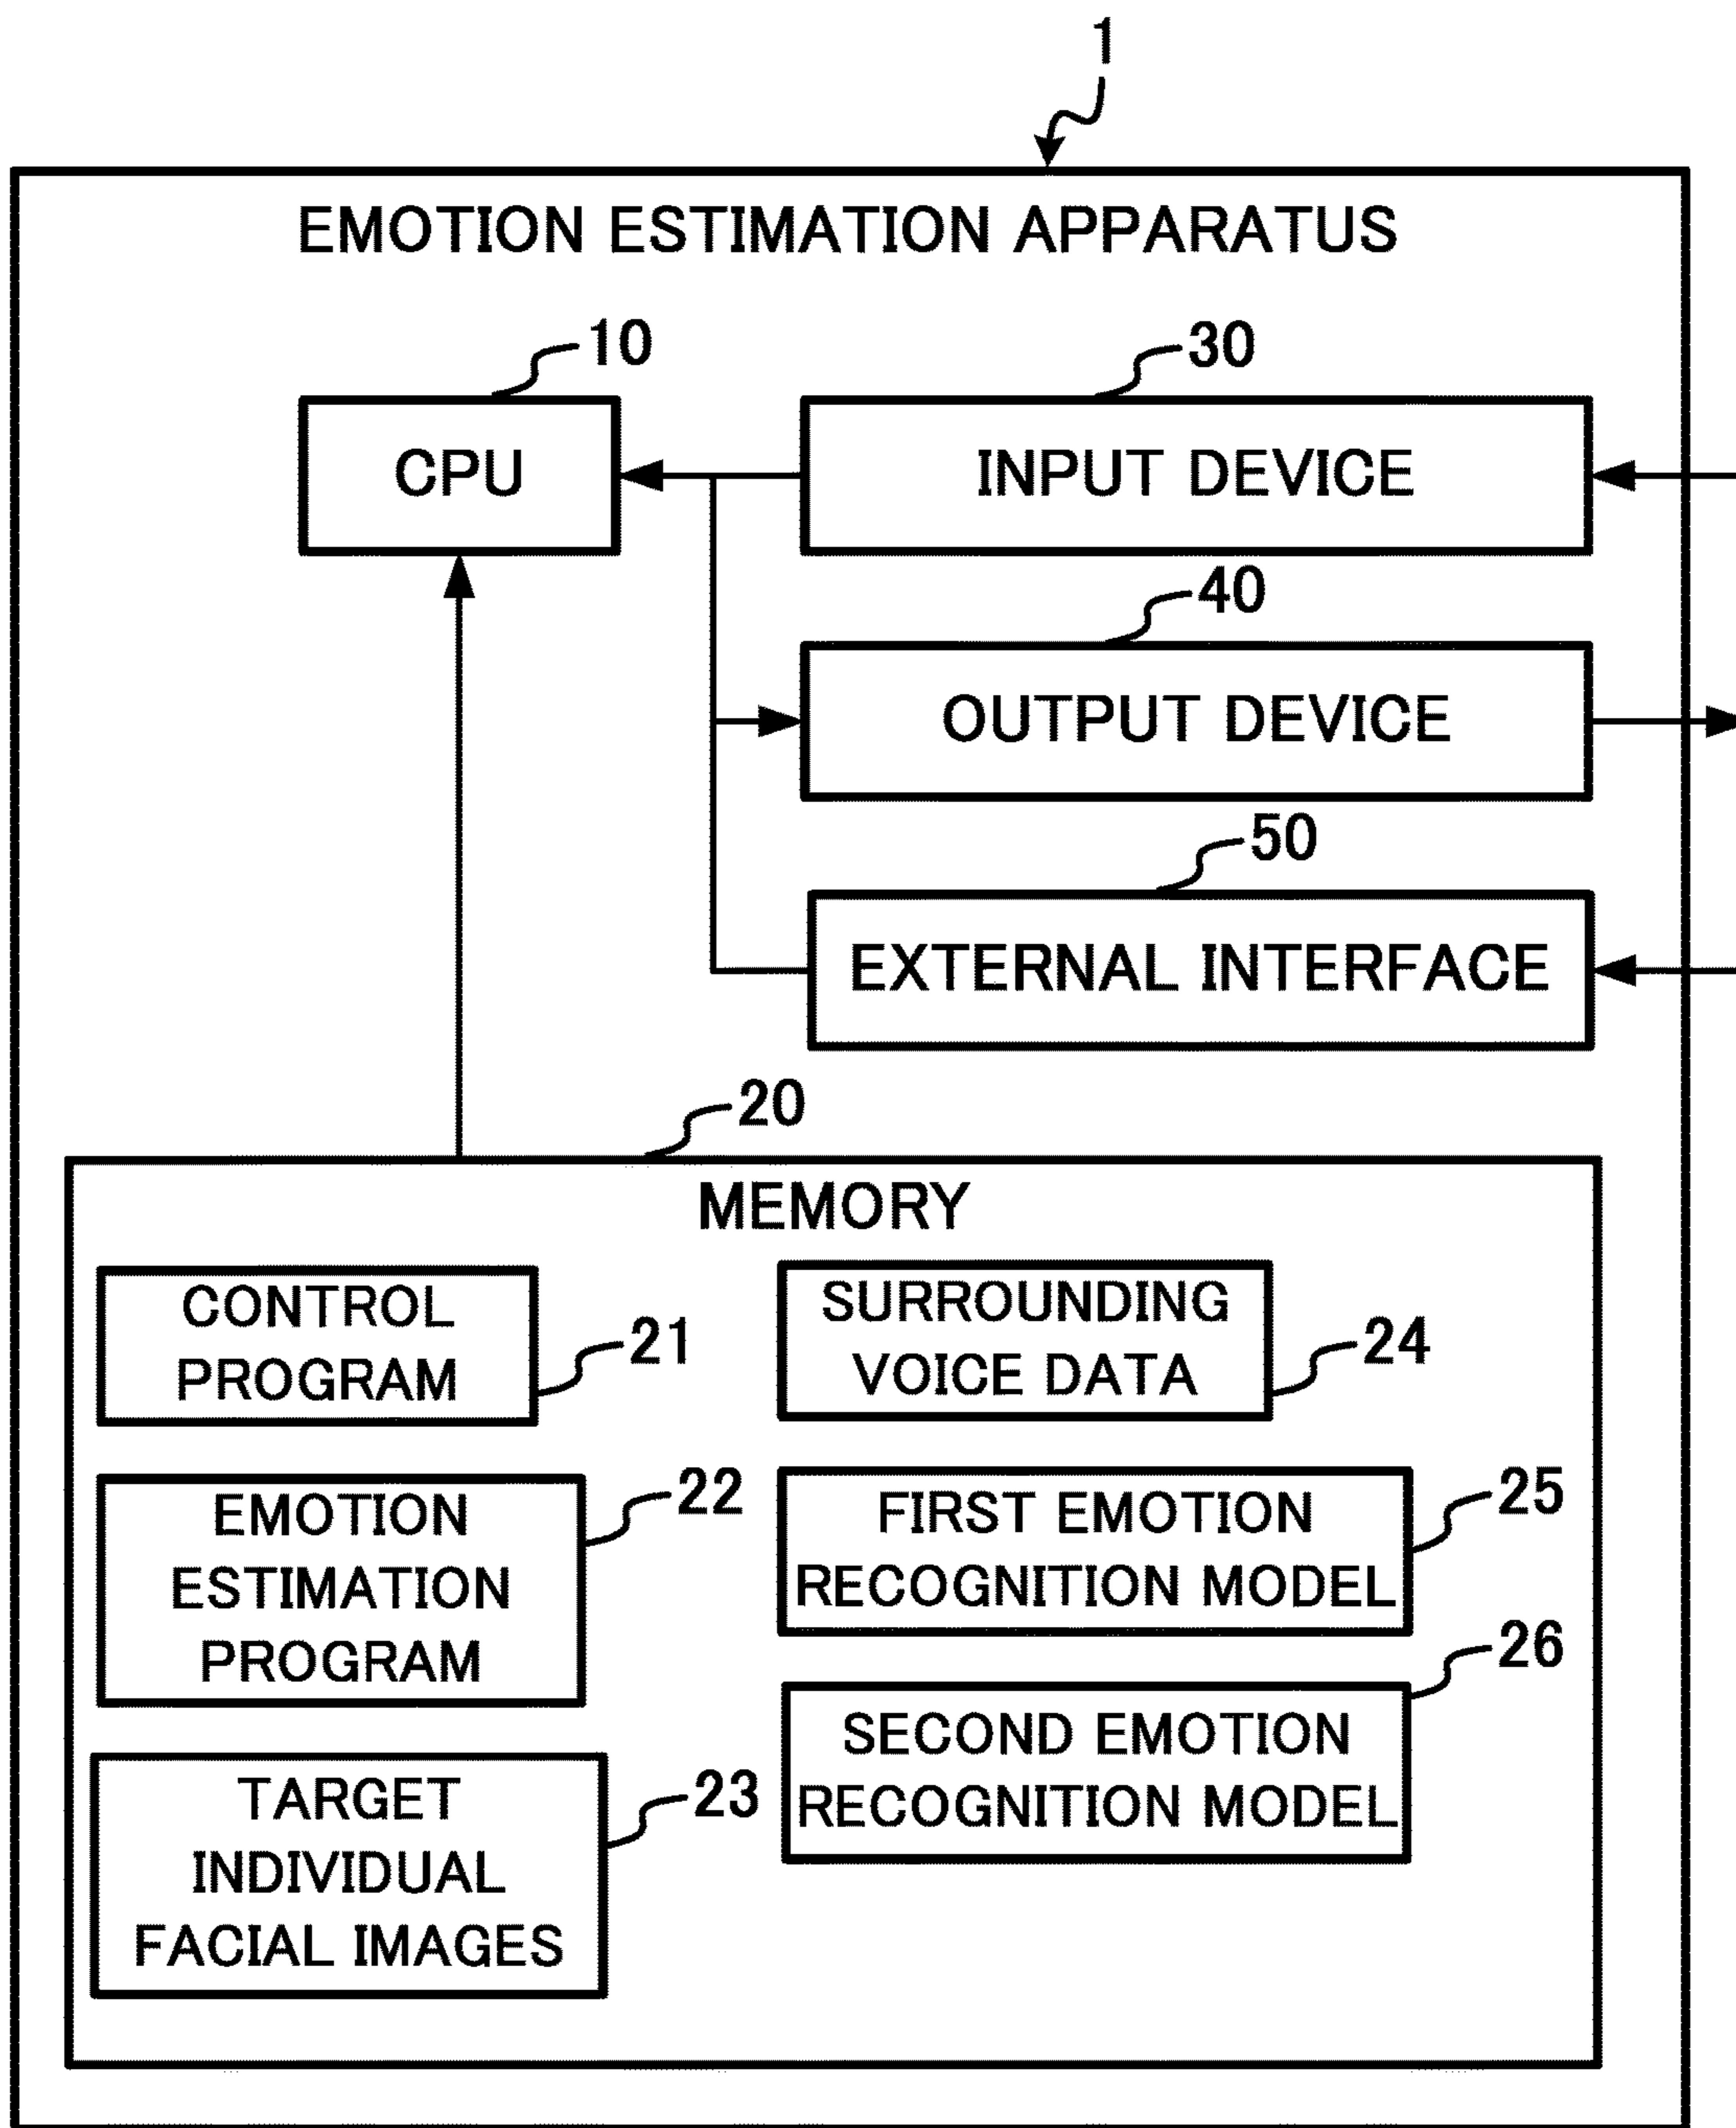 1
EMOTION ESTIMATION APPARATUS
10
30
CPU
INPUT DEVICE
40
OUTPUT DEVICE
50
EXTERNAL INTERFACE
20
MEMORY
CONTROL
PROGRAM
21
SURROUNDING
VOICE DATA
24
EMOTION
ESTIMATION
PROGRAM
22
FIRST EMOTION
RECOGNITION MODEL
25
TARGET
INDIVIDUAL
FACIAL IMAGES
23
SECOND EMOTION
RECOGNITION MODEL
26